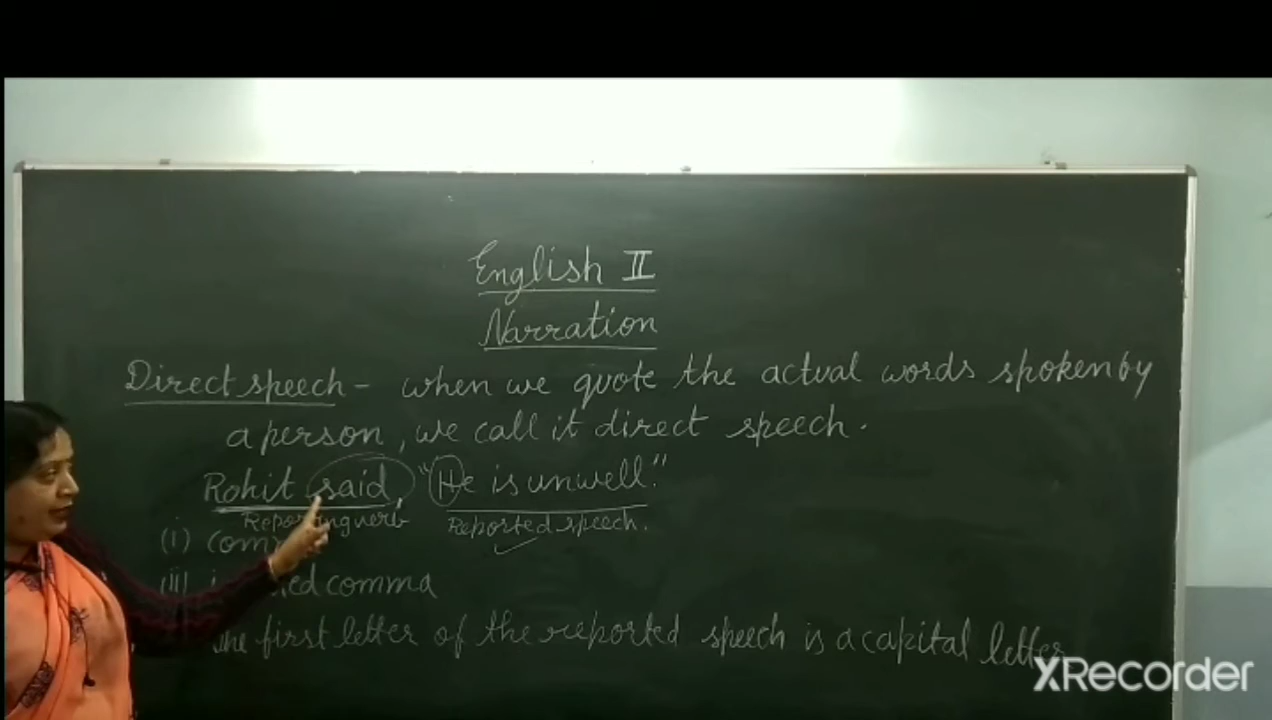 English II
Narration
Direct speech - when we quote the actual words spoken by
a person, we call it direct speech.
Rohit said, "He is unwell."
Reporting verb Reported speech.
(i)
(ii) comma
the first letter of the reported speech is a capital letter
XRecorder